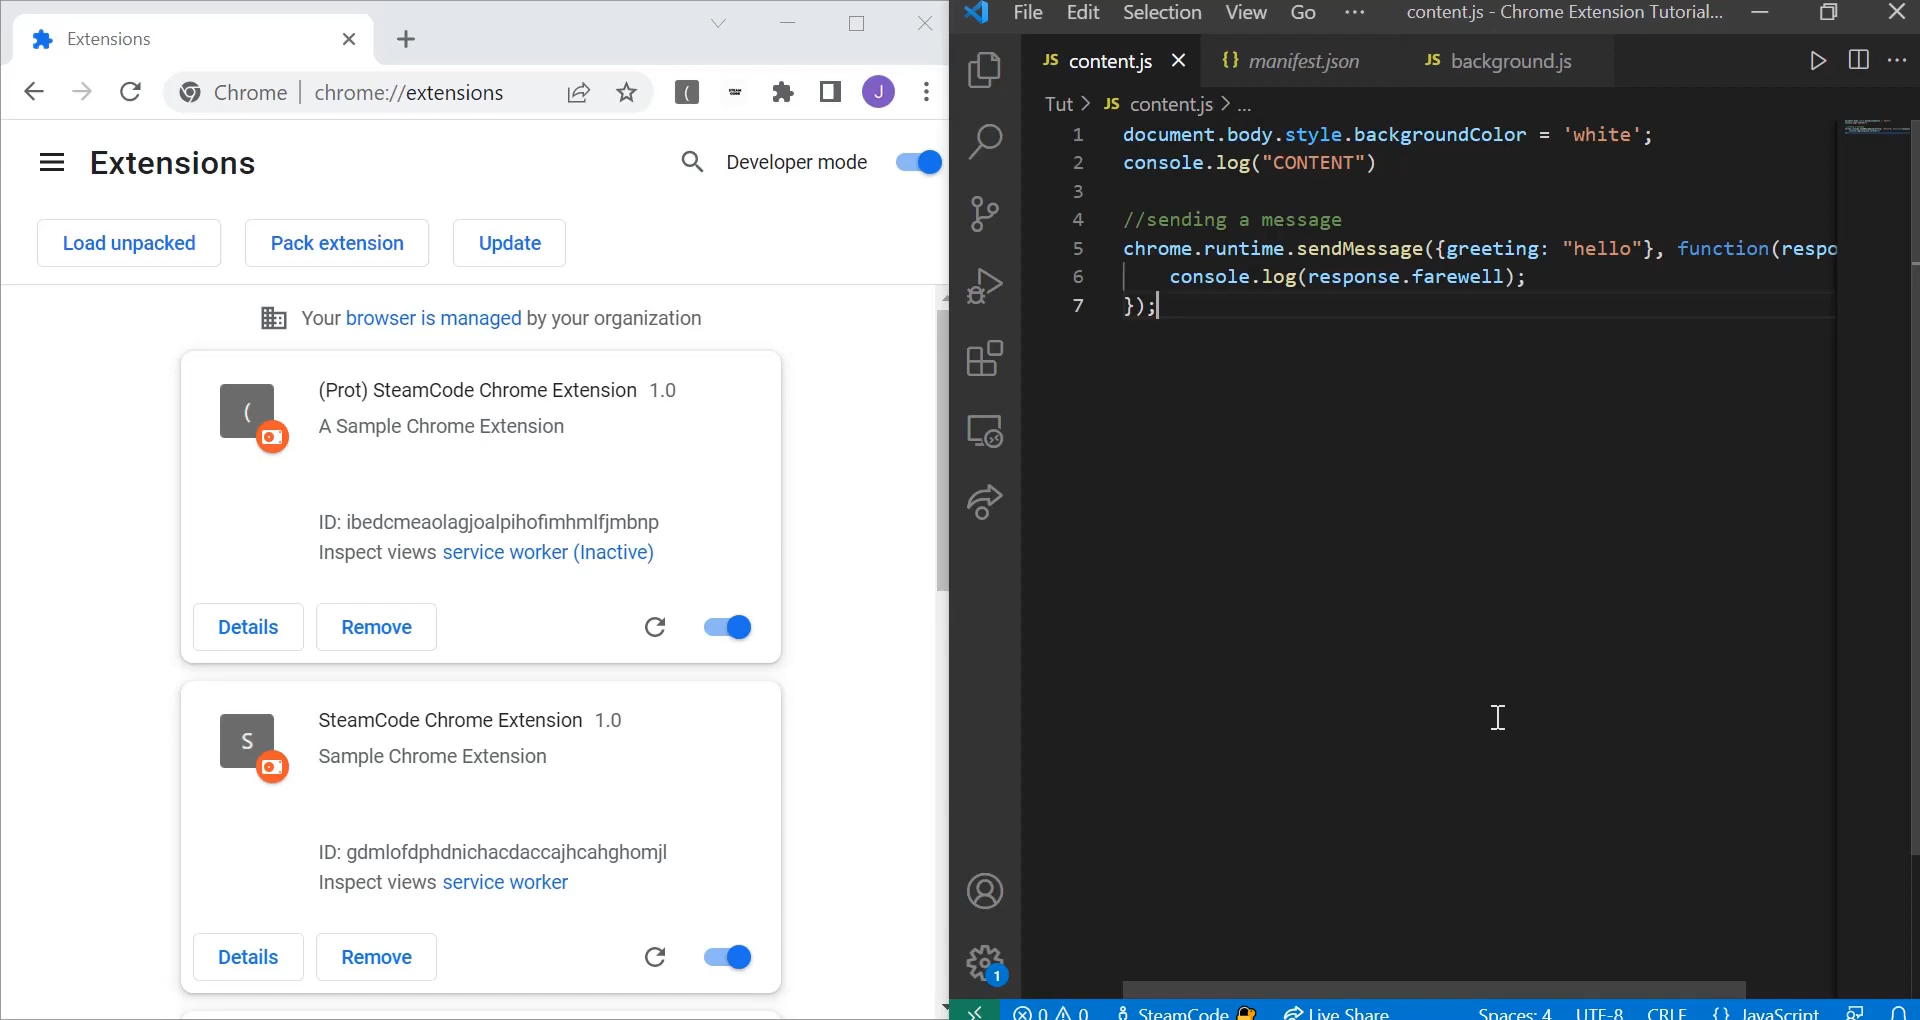 Extensions
Chrome
chrome://extensions
J
Extensions
Developer mode
Load unpacked
Pack extension
Update
Your browser is managed by your organization
(
(Prot) SteamCode Chrome Extension 1.0
A Sample Chrome Extension
ID: ibedcmeaolagjoalpihofimhmlfjmbnp
Inspect views service worker (Inactive)
Details
Remove
S
SteamCode Chrome Extension 1.0
Sample Chrome Extension
ID: gdmlofdphdnichacdaccajhcahghomjl
Inspect views service worker
Details
Remove
File Edit Selection View Go ··· content.js - Chrome Extension Tutorial...
JS content.js
{} manifest.json
JS background.js
Tut > JS content.js > ...
1 document.body.style.backgroundColor = 'white';
2 console.log("CONTENT")
3
4 //sending a message
5 chrome.runtime.sendMessage({greeting: "hello"}, function(respo
6 console.log(response.farewell);
7 });
1
0 0 SteamCode Live Share Spaces: 4 UTF-8 CRLF {} JavaScript